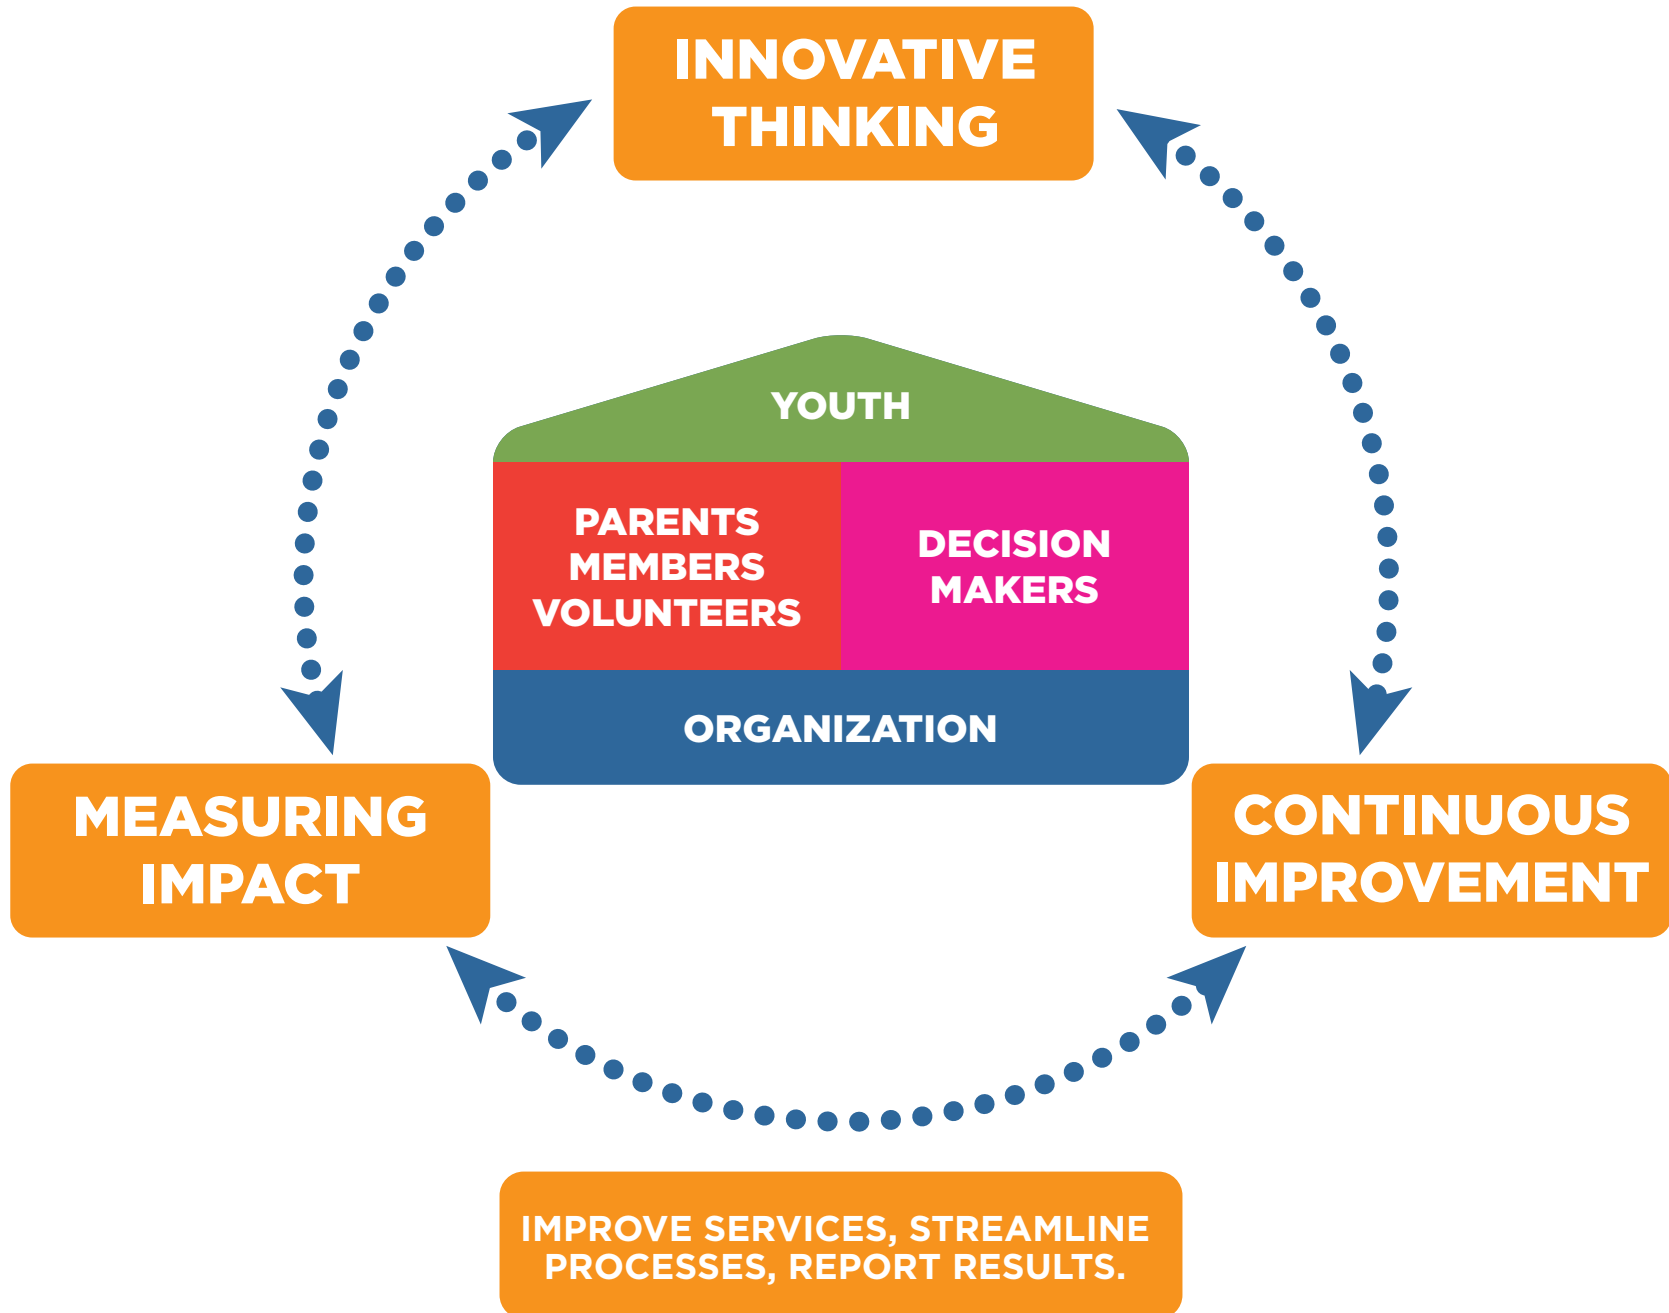 INNOVATIVE
THINKING
YOUTH
PARENTS
MEMBERS
VOLUNTEERS
DECISION
MAKERS
ORGANIZATION
MEASURING
IMPACT
CONTINUOUS
IMPROVEMENT
IMPROVE SERVICES, STREAMLINE
PROCESSES, REPORT RESULTS.